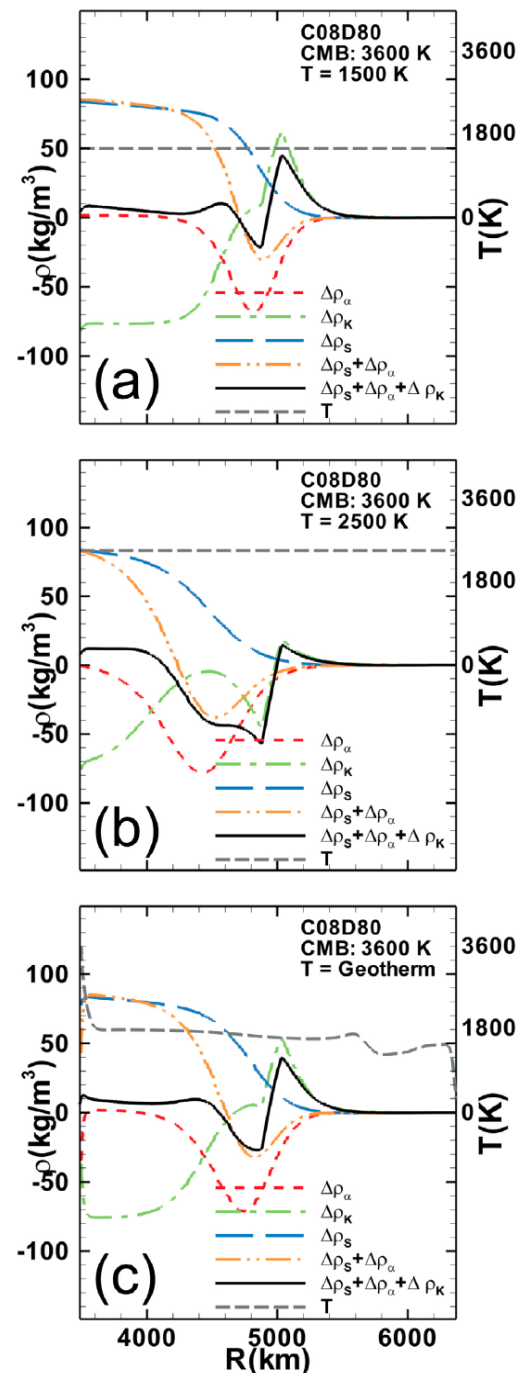 C08D80
CMB: 3600 K
T = 1500 K
100
50
0
-50
-100
ρ(kg/m³)
3600
1800
0
T(K)
Δρα
ΔρK
ΔρS
ΔρS+Δρα
ΔρS+Δρα+Δ ρK
T
(a)
C08D80
CMB: 3600 K
T = 2500 K
100
50
0
-50
-100
ρ(kg/m³)
3600
1800
0
T(K)
Δρα
ΔρK
ΔρS
ΔρS+Δρα
ΔρS+Δρα+Δ ρK
T
(b)
C08D80
CMB: 3600 K
T = Geotherm
100
50
0
-50
-100
ρ(kg/m³)
3600
1800
0
T(K)
Δρα
ΔρK
ΔρS
ΔρS+Δρα
ΔρS+Δρα+Δ ρK
T
(c)
4000 5000 6000
R(km)